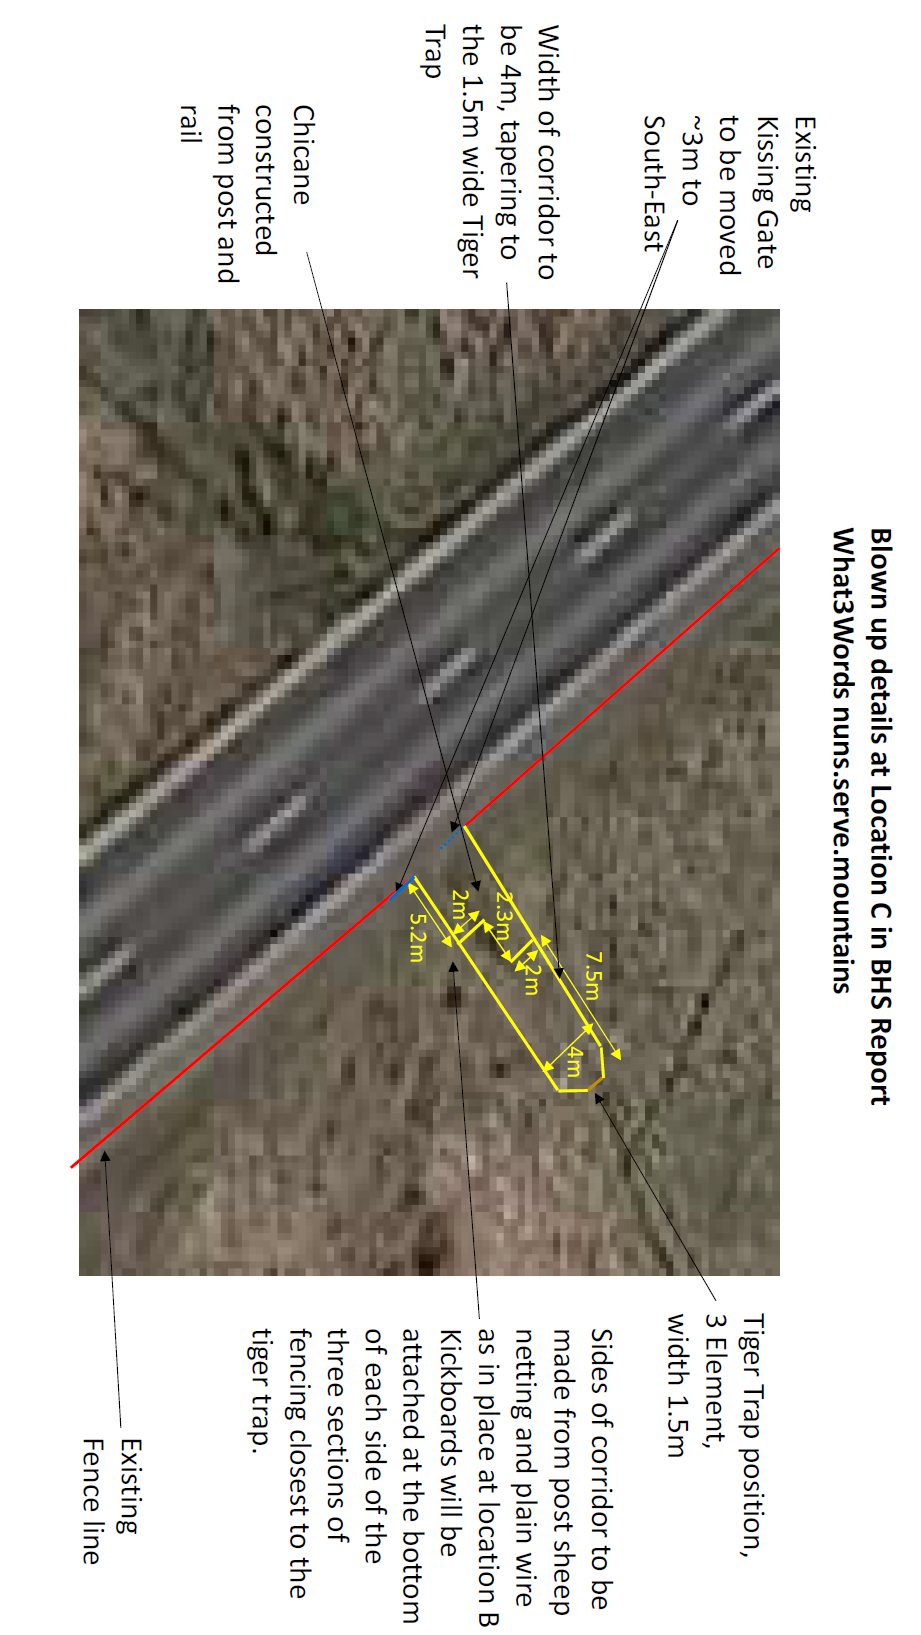 Blown up details at Location C in BHS Report
What3Words nuns.serve.mountains
Existing
Kissing Gate
to be moved
~3m to
South-East
Width of corridor to
be 4m, tapering to
the 1.5m wide Tiger
Trap
Chicane
constructed
from post and
rail
7.5m
4m
2m
2.3m
2m
5.2m
Tiger Trap position,
3 Element,
width 1.5m
Sides of corridor to be
made from post sheep
netting and plain wire
as in place at location B
Kickboards will be
attached at the bottom
of each side of the
three sections of
fencing closest to the
tiger trap.
Existing
Fence line